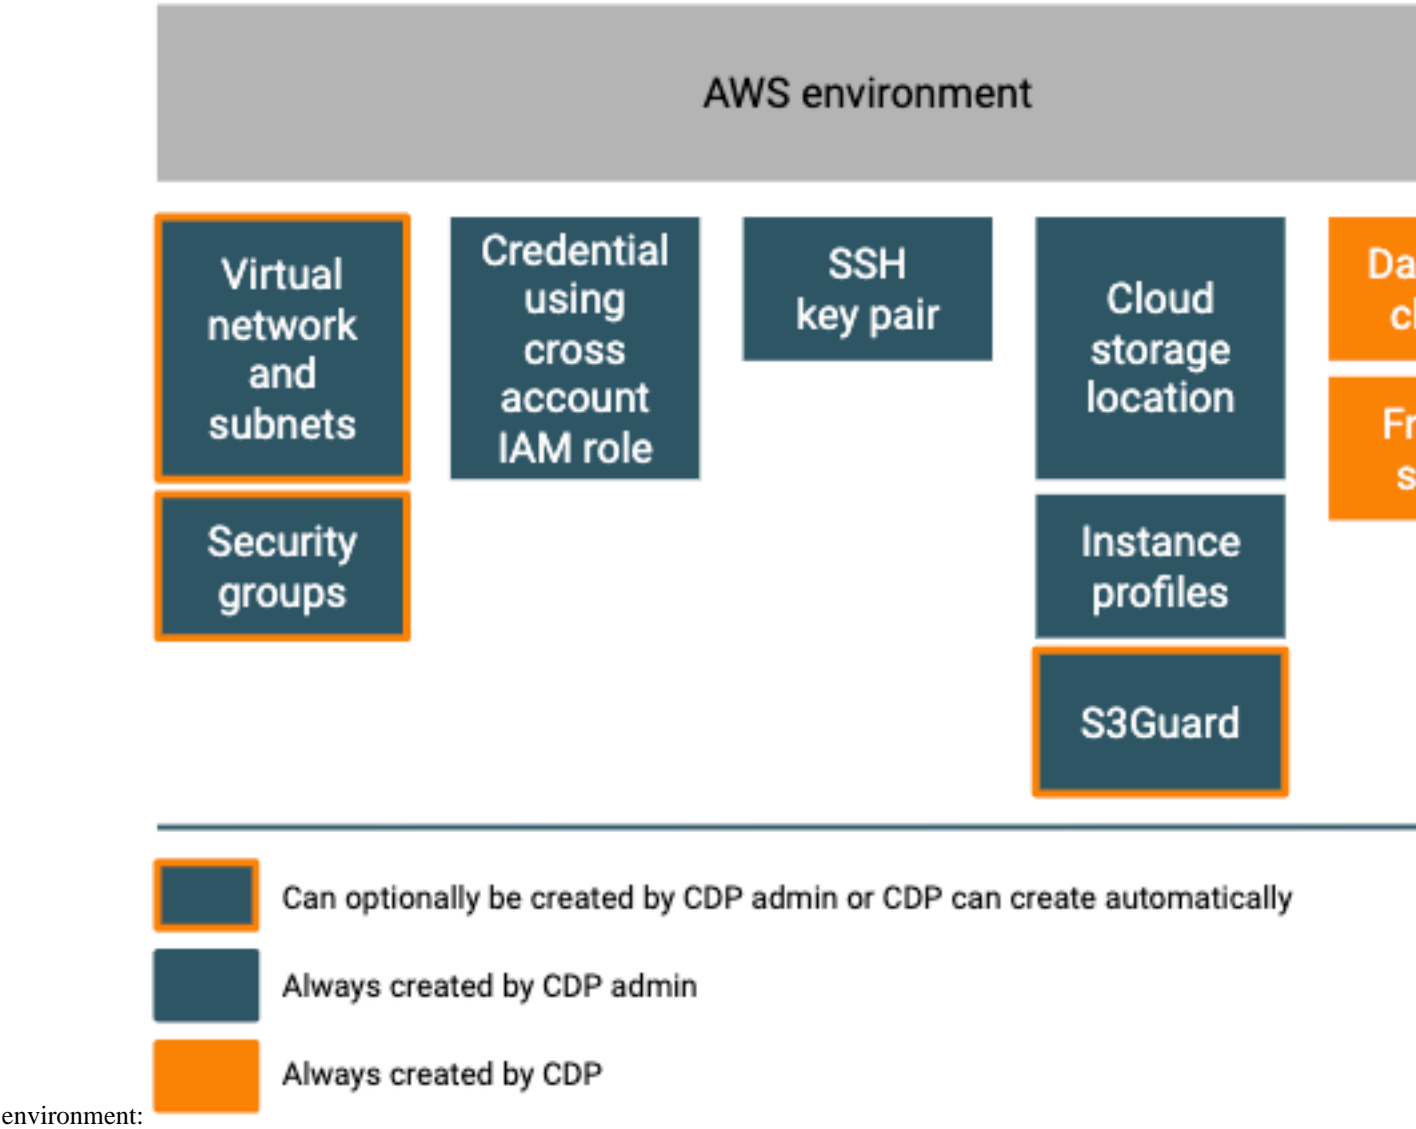 AWS environment
Virtual
network
and
subnets
Security
groups
Credential
using
cross
account
IAM role
SSH
key pair
Cloud
storage
location
Instance
profiles
S3Guard
Can optionally be created by CDP admin or CDP can create automatically
Always created by CDP admin
Always created by CDP
environment: